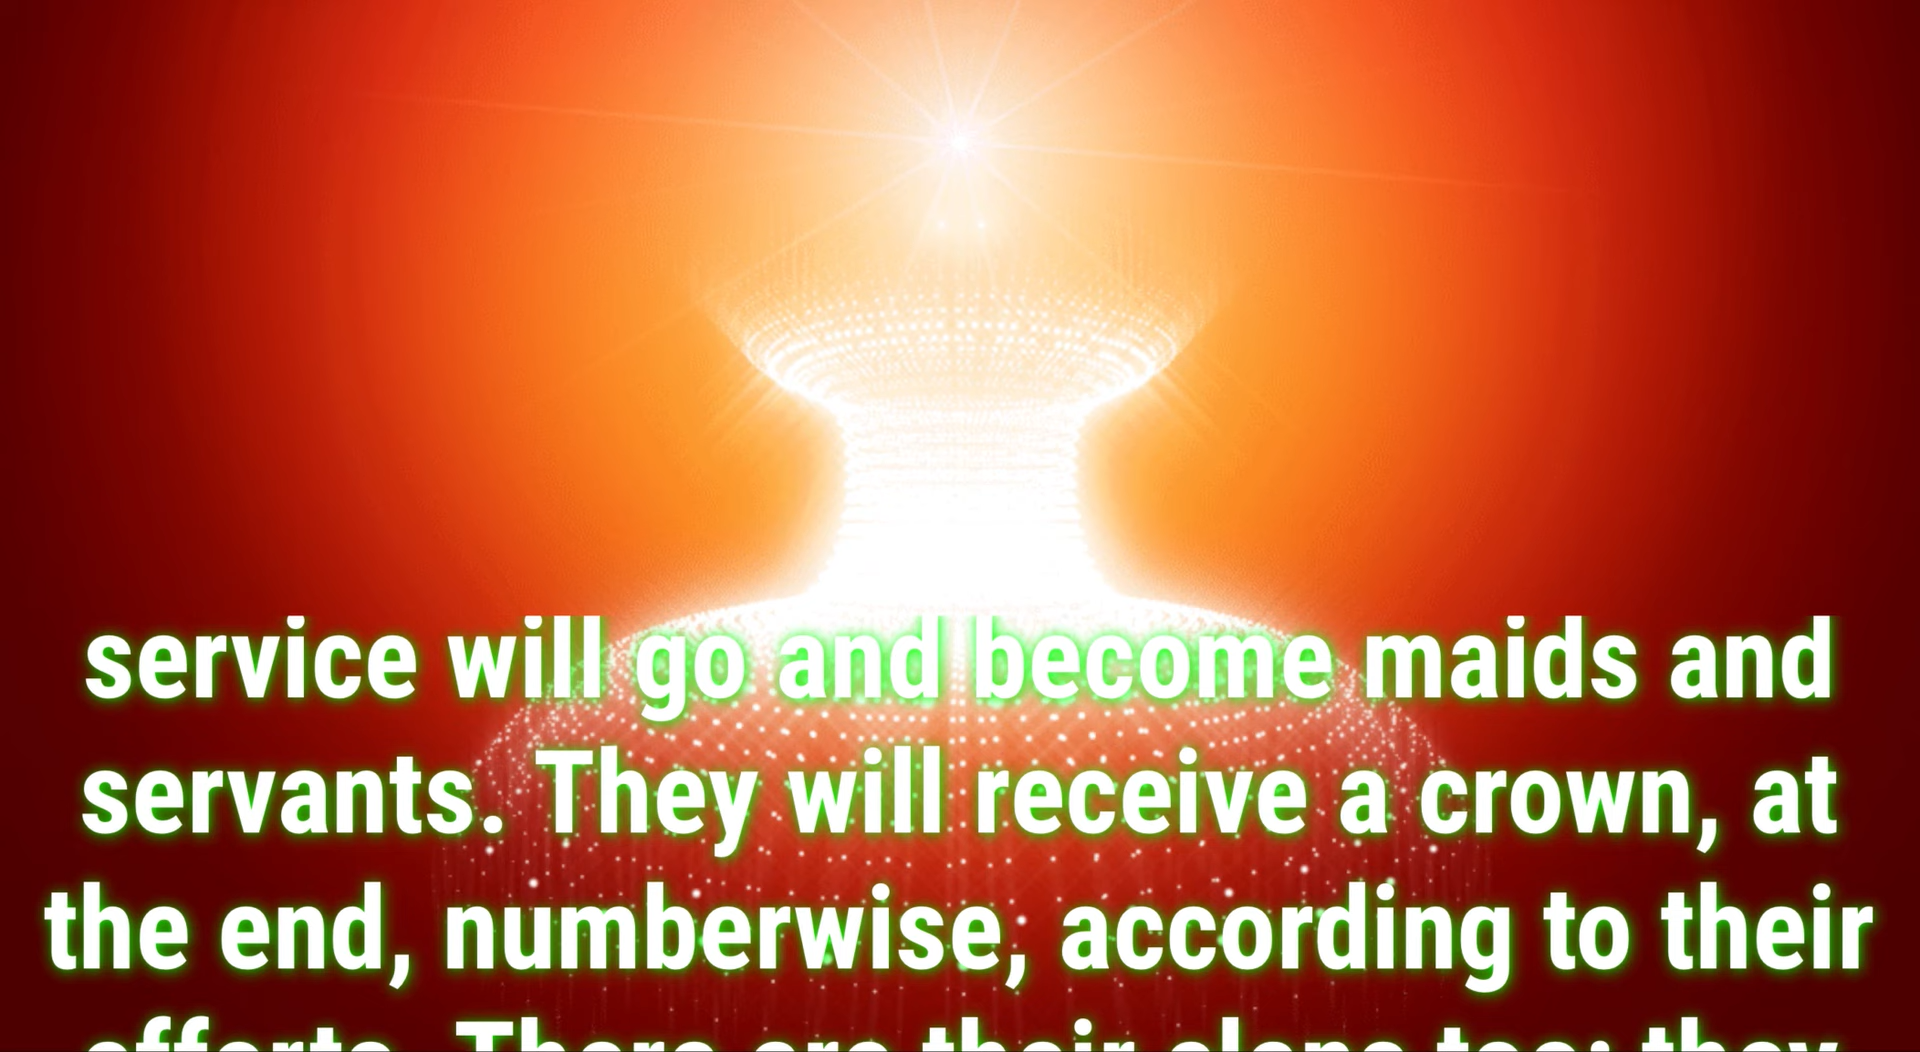 service will go and become maids and
servants. They will receive a crown, at
the end, numberwise, according to their
efforts. There are their clans too; they